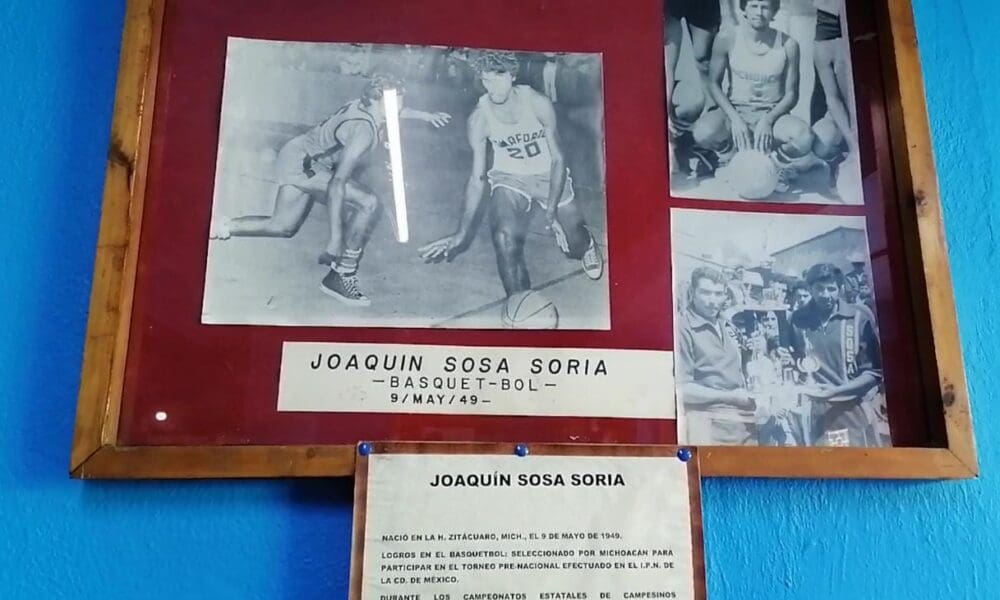 20
SOSA
JOAQUIN SOSA SORIA
—BASQUET-BOL—
9/MAY/49-
JOAQUÍN SOSA SORIA
NACIÓ EN LA H. ZITÁCUARO, MICH., EL 9 DE MAYO DE 1949.
LOGROS EN EL BASQUETBOL: SELECCIONADO POR MICHOACÁN PARA
PARTICIPAR EN EL TORNEO PRE-NACIONAL EFECTUADO EN EL I.P.N. DE
LA CD. DE MÉXICO.
DURANTE LOS CAMPEONATOS ESTATALES DE CAMPESINOS